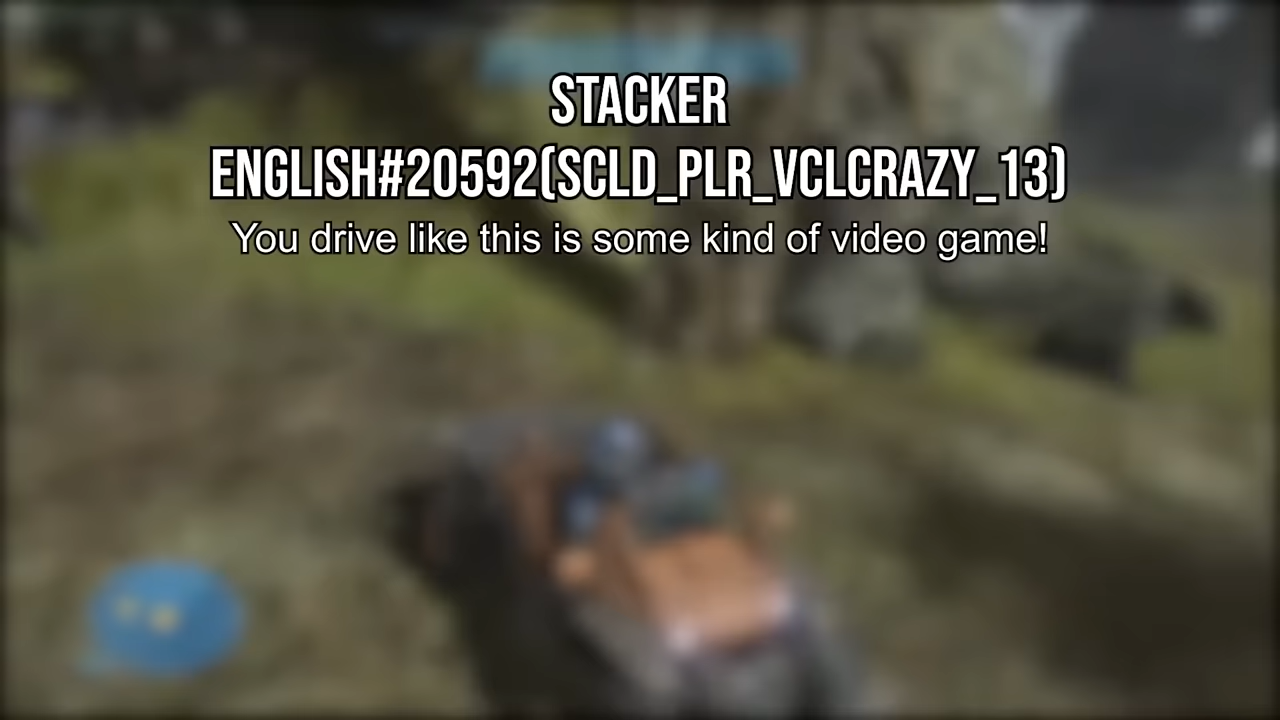 STACKER
ENGLISH#20592(SCLD_PLR_VCLCRAZY_13)
You drive like this is some kind of video game!